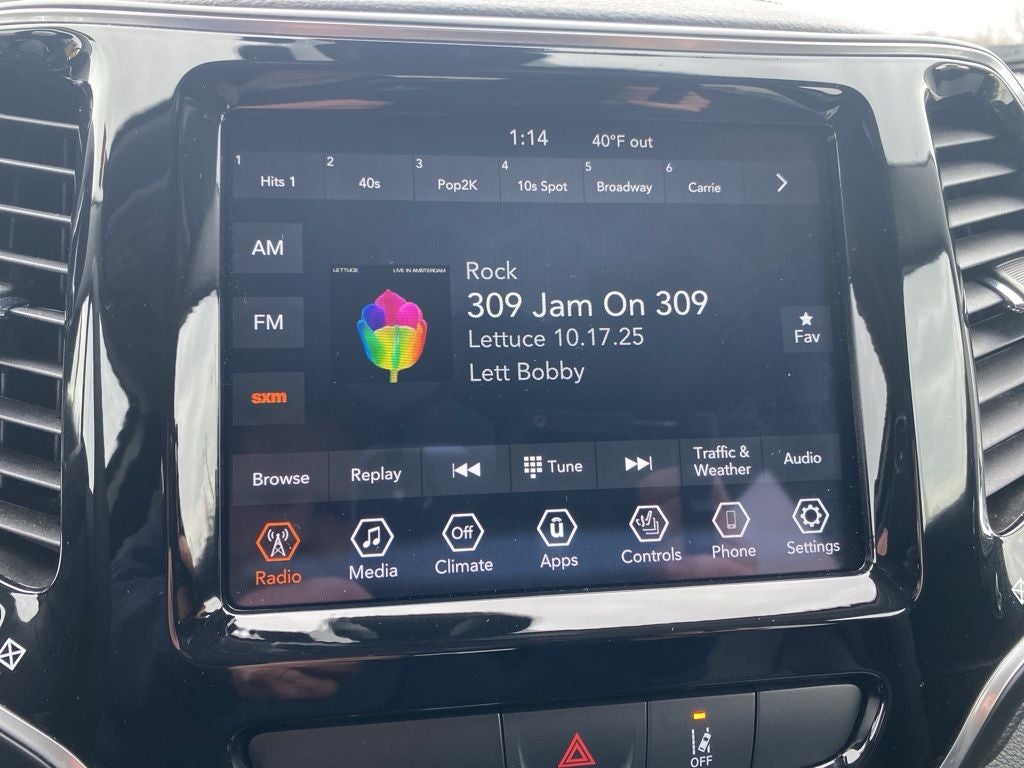 1:14 40°F out
1 Hits 1 2 40s 3 Pop2K 4 10s Spot 5 Broadway 6 Carrie
AM
FM
sxm
LETTUCE LIVE IN AMSTERDAM
Rock
309 Jam On 309
Lettuce 10.17.25
Lett Bobby
Fav
Browse Replay Tune Traffic & Weather Audio
Off
Radio Media Climate Apps Controls Phone Settings
OFF